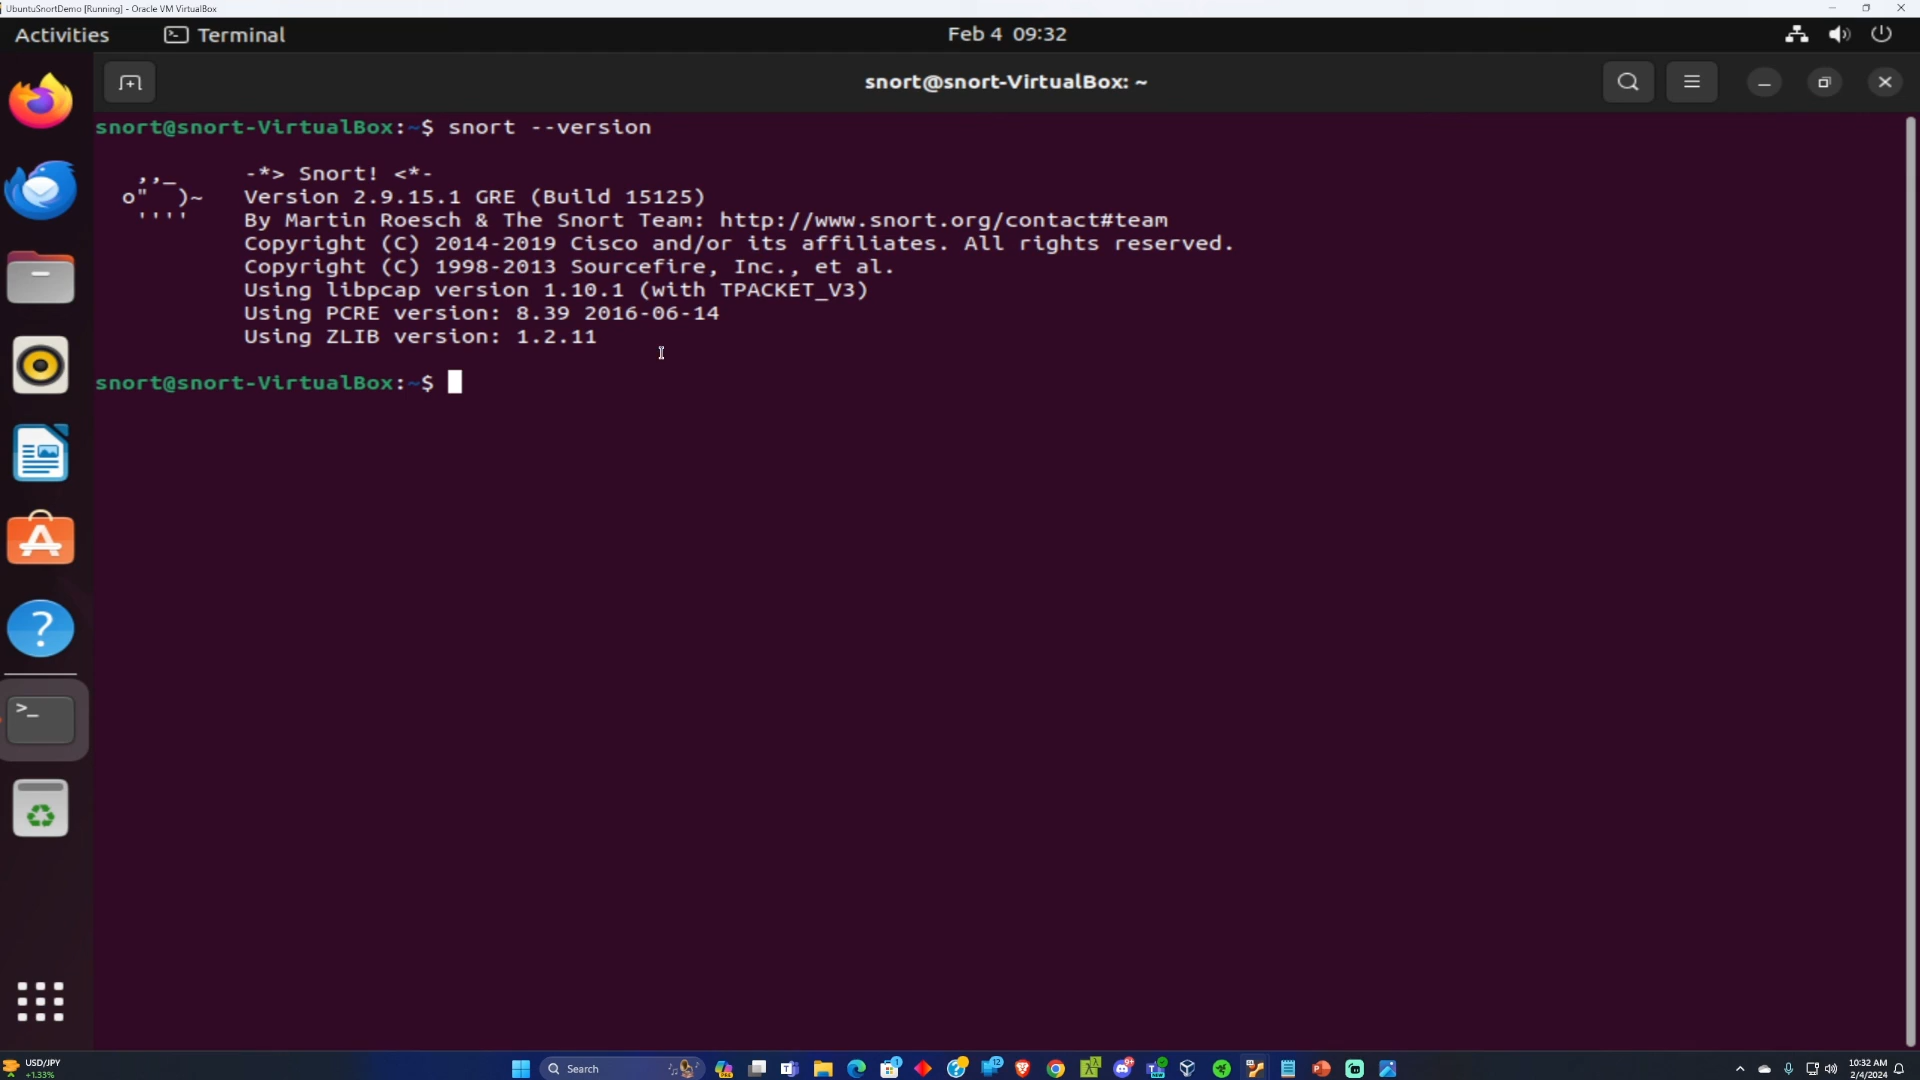 UbuntuSnortDemo [Running] - Oracle VM VirtualBox
Activities
Terminal
Feb 4 09:32
snort@snort-VirtualBox: ~
snort@snort-VirtualBox:~$ snort --version
,,_ -*> Snort! <*-
o" )~ Version 2.9.15.1 GRE (Build 15125)
'''' By Martin Roesch & The Snort Team: http://www.snort.org/contact#team
Copyright (C) 2014-2019 Cisco and/or its affiliates. All rights reserved.
Copyright (C) 1998-2013 Sourcefire, Inc., et al.
Using libpcap version 1.10.1 (with TPACKET_V3)
Using PCRE version: 8.39 2016-06-14
Using ZLIB version: 1.2.11
snort@snort-VirtualBox:~$
USD/JPY
+1.33%
Search
10:32 AM
2/4/2024